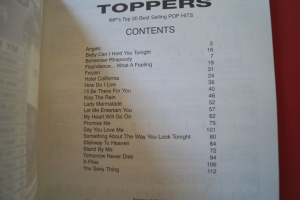 TOPPERS
IMP's Top 20 Best Selling POP HITS
CONTENTS
Angels 2
Baby Can I Hold You Tonight 16
Bohemian Rhapsody 7
Flashdance... What A Feeling 19
Frozen 31
Hotel California 24
How Do I Live 36
I'll Be There For You 40
Kiss The Rain 46
Lady Marmalade 52
Let Me Entertain You 57
My Heart Will Go On 62
Promise Me 75
Say You Love Me 101
Something About The Way You Look Tonight 80
Stairway To Heaven 84
Stand By Me 72
Tomorrow Never Dies 94
X-Files 106
You Sexy Thing 112